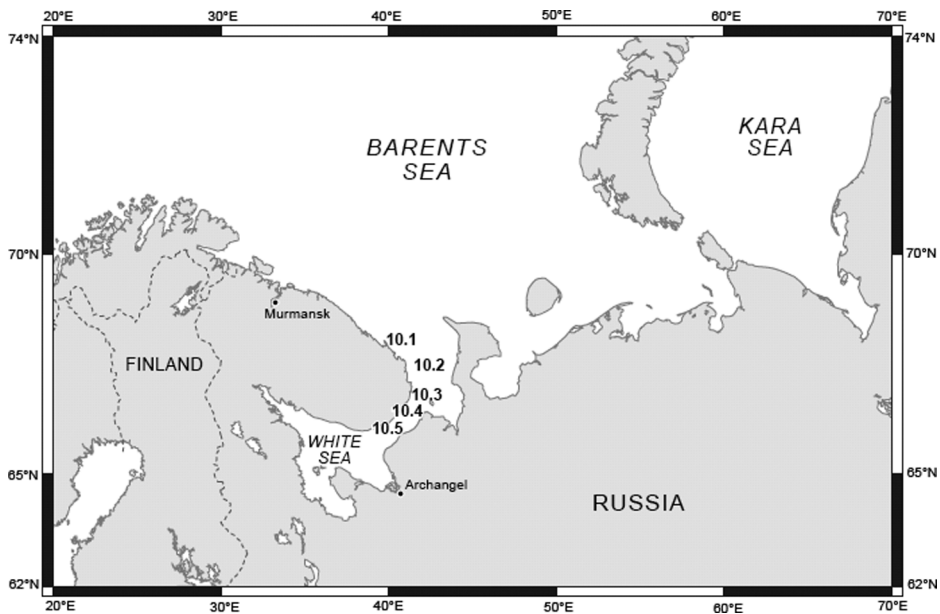 20°E 30°E 40°E 50°E 60°E 70°E
74°N 74°N
BARENTS
SEA
KARA
SEA
70°N 70°N
Murmansk
10.1
FINLAND
10.2
10.3
10.4
10.5
WHITE
SEA
65°N 65°N
Archangel
RUSSIA
62°N 62°N
20°E 30°E 40°E 50°E 60°E 70°E